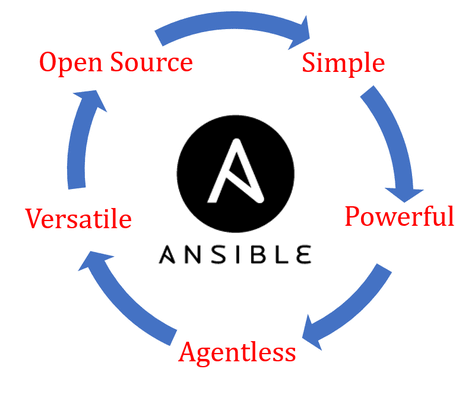 Open Source
Simple
Versatile
Powerful
ANSIBLE
Agentless